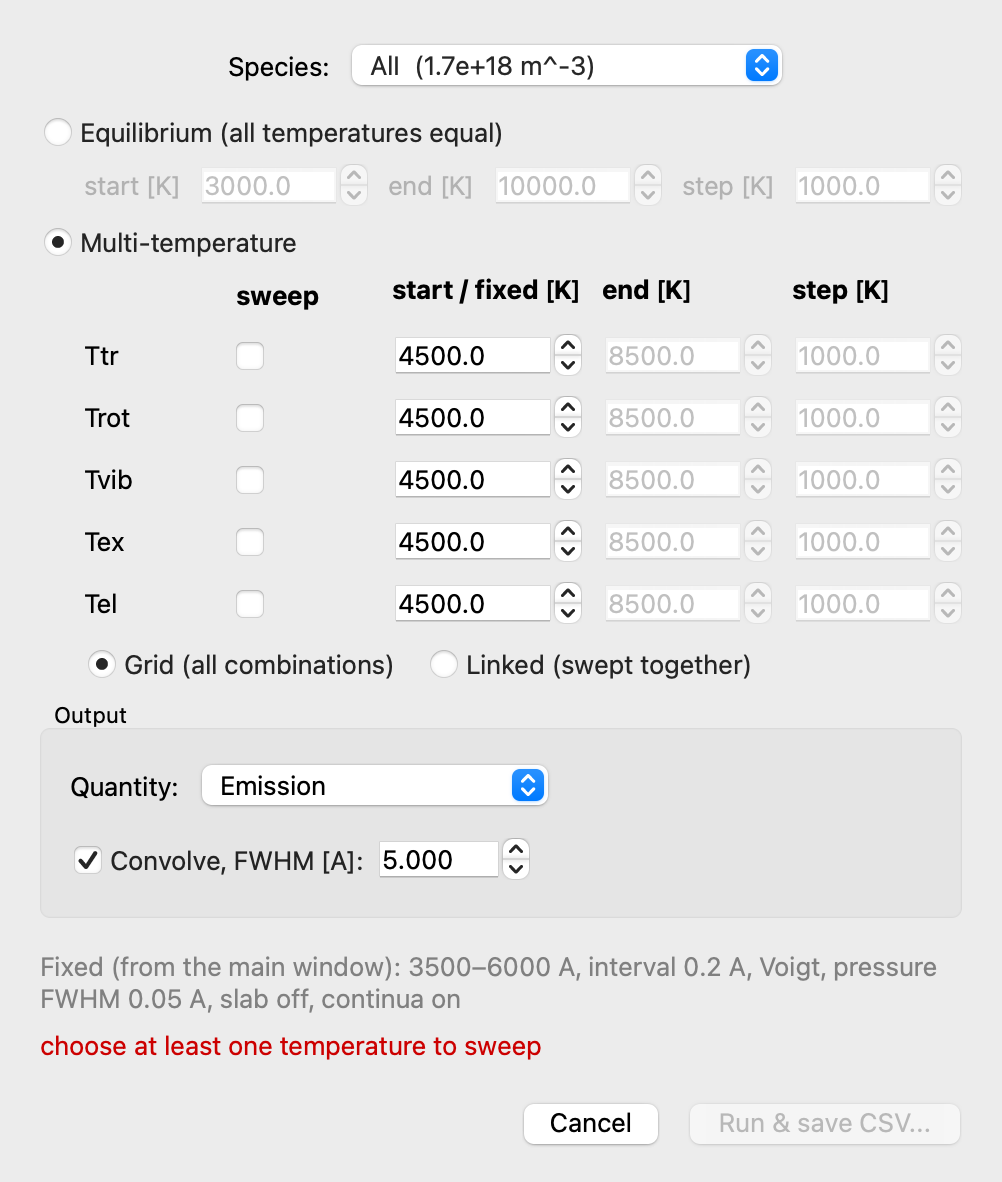 Species: All (1.7e+18 m^-3)
Equilibrium (all temperatures equal)
start [K] 3000.0 end [K] 10000.0 step [K] 1000.0
Multi-temperature
sweep start / fixed [K] end [K] step [K]
Ttr 4500.0 8500.0 1000.0
Trot 4500.0 8500.0 1000.0
Tvib 4500.0 8500.0 1000.0
Tex 4500.0 8500.0 1000.0
Tel 4500.0 8500.0 1000.0
Grid (all combinations) Linked (swept together)
Output
Quantity: Emission
Convolve, FWHM [A]: 5.000
Fixed (from the main window): 3500–6000 A, interval 0.2 A, Voigt, pressure
FWHM 0.05 A, slab off, continua on
choose at least one temperature to sweep
Cancel Run & save CSV...